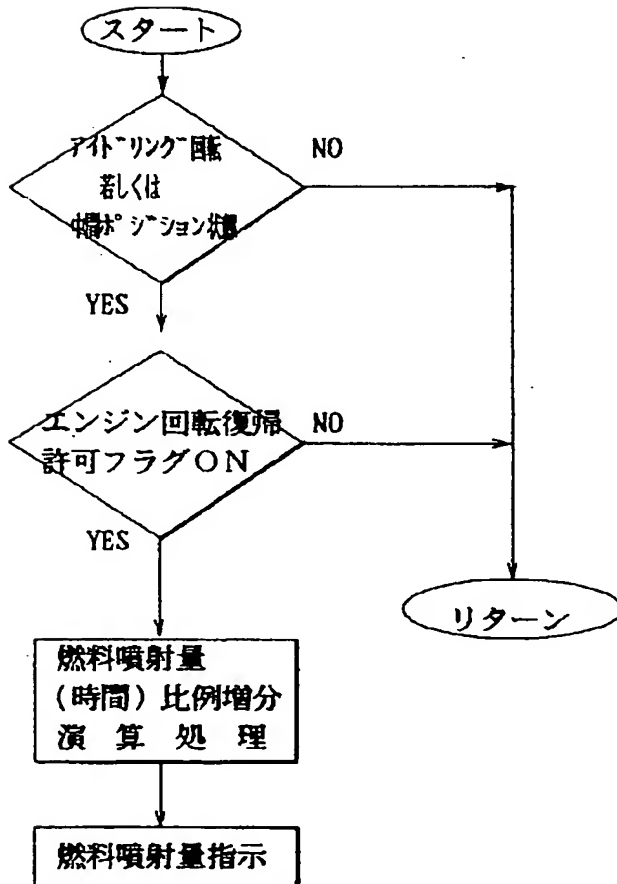 スタート
アイドリング回転
若しくは
中間ポジション状態
NO
YES
エンジン回転復帰
許可フラグON
NO
YES
リターン
燃料噴射量
(時間)比例増分
演算処理
燃料噴射量指示